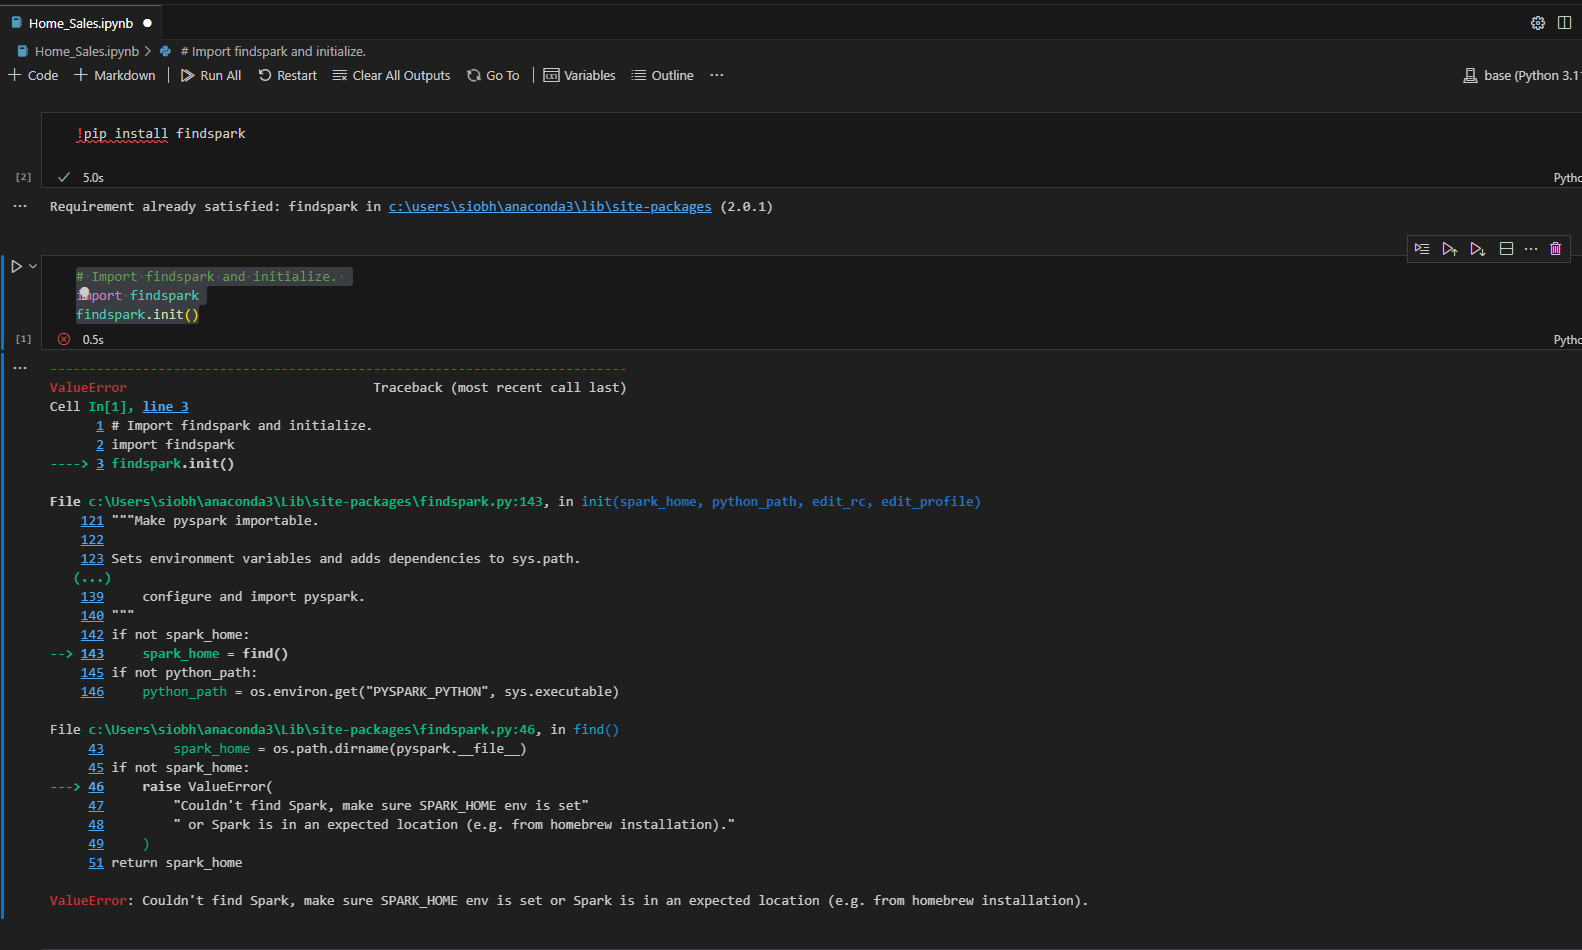 Home_Sales.ipynb
Home_Sales.ipynb > # Import findspark and initialize.
+ Code + Markdown | Run All Restart Clear All Outputs Go To | Variables Outline ... base (Python 3.1
!pip install findspark
[2] 5.0s Pytho
Requirement already satisfied: findspark in c:\users\siobh\anaconda3\lib\site-packages (2.0.1)
# Import findspark and initialize.
import findspark
findspark.init()
[1] 0.5s Pytho
---------------------------------------------------------------------------
ValueError Traceback (most recent call last)
Cell In[1], line 3
1 # Import findspark and initialize.
2 import findspark
----> 3 findspark.init()
File c:\Users\siobh\anaconda3\Lib\site-packages\findspark.py:143, in init(spark_home, python_path, edit_rc, edit_profile)
121 """Make pyspark importable.
122
123 Sets environment variables and adds dependencies to sys.path.
(...)
139 configure and import pyspark.
140 """
142 if not spark_home:
--> 143 spark_home = find()
145 if not python_path:
146 python_path = os.environ.get("PYSPARK_PYTHON", sys.executable)
File c:\Users\siobh\anaconda3\Lib\site-packages\findspark.py:46, in find()
43 spark_home = os.path.dirname(pyspark.__file__)
45 if not spark_home:
---> 46 raise ValueError(
47 "Couldn't find Spark, make sure SPARK_HOME env is set"
48 " or Spark is in an expected location (e.g. from homebrew installation)."
49 )
51 return spark_home
ValueError: Couldn't find Spark, make sure SPARK_HOME env is set or Spark is in an expected location (e.g. from homebrew installation).